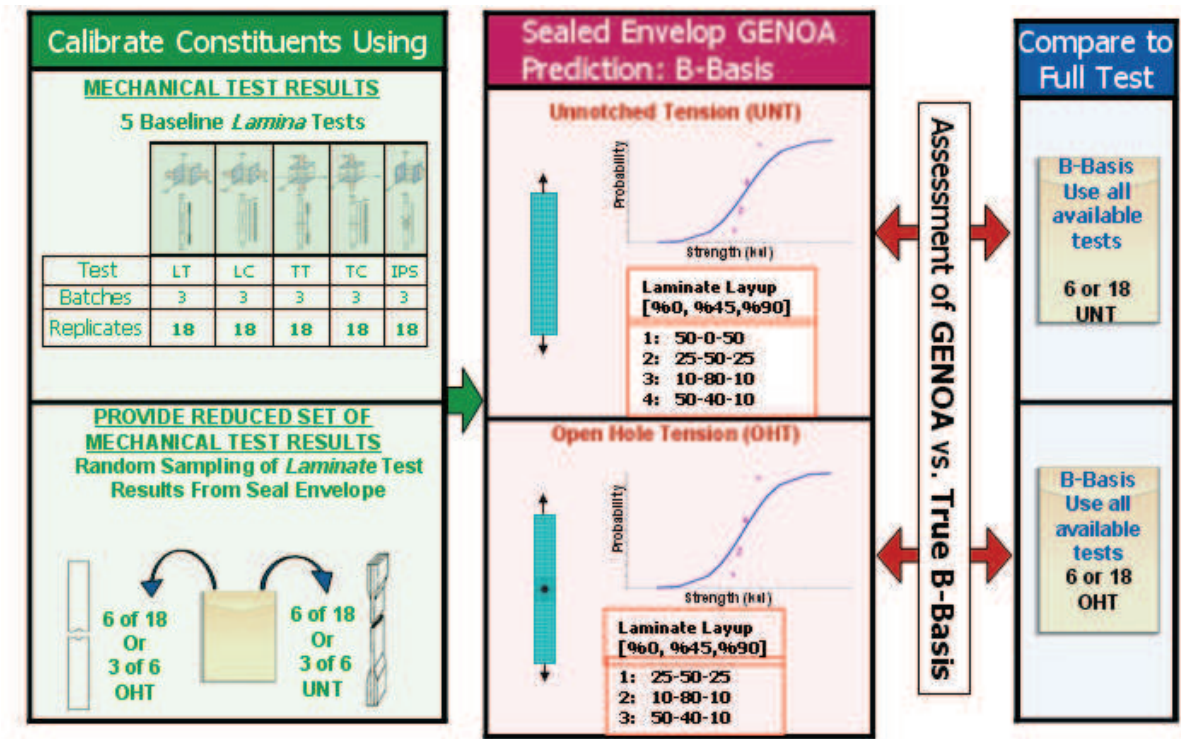 Calibrate Constituents Using
MECHANICAL TEST RESULTS
5 Baseline Lamina Tests
Test LT LC TT TC IPS
Batches 3 3 3 3 3
Replicates 18 18 18 18 18
PROVIDE REDUCED SET OF
MECHANICAL TEST RESULTS
Random Sampling of Laminate Test
Results From Seal Envelope
6 of 18
Or
3 of 6
OHT
6 of 18
Or
3 of 6
UNT
Sealed Envelop GENOA
Prediction: B-Basis
Unnotched Tension (UNT)
Probability
Strength (ksi)
Laminate Layup
[%0, %45,%90]
1: 50-0-50
2: 25-50-25
3: 10-80-10
4: 50-40-10
Open Hole Tension (OHT)
Probability
Strength (ksi)
Laminate Layup
[%0, %45,%90]
1: 25-50-25
2: 10-80-10
3: 50-40-10
Assessment of GENOA vs. True B-Basis
Compare to
Full Test
B-Basis
Use all
available
tests
6 or 18
UNT
B-Basis
Use all
available
tests
6 or 18
OHT